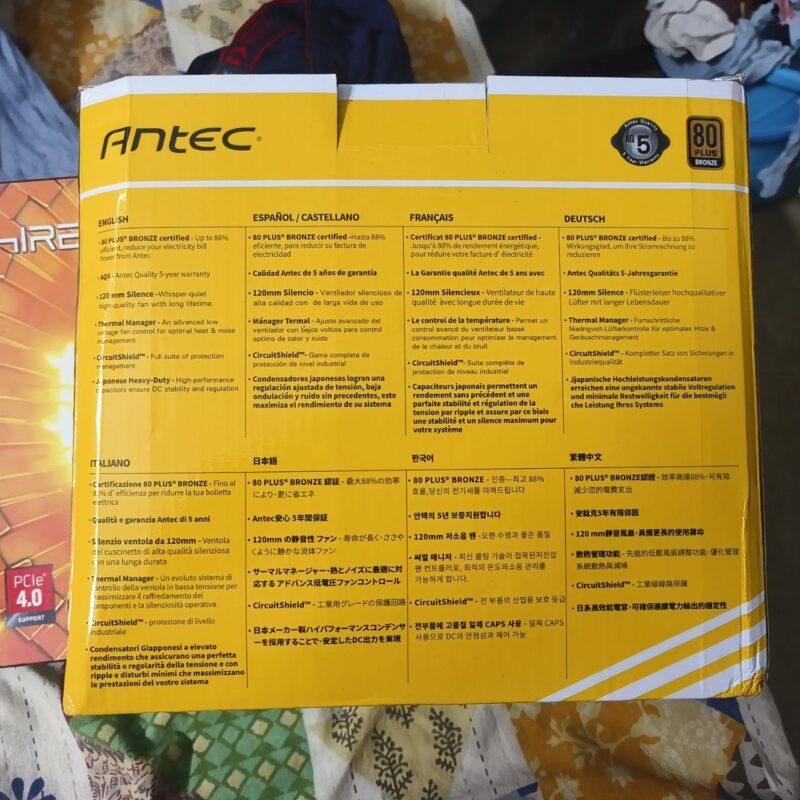 Antec
Antec Quality
AQ 5
5 Year Warranty
80
PLUS
BRONZE
ENGLISH
• 80 PLUS® BRONZE certified - Up to 88%
efficient, reduce your electricity bill
Power from Antec
• AQ5 - Antec Quality 5-year warranty
• 120 mm Silence -Whisper-quiet
high-quality fan with long lifetime
• Thermal Manager - An advanced low
voltage fan control for optimal heat & noise
management
• CircuitShield™ - Full suite of protection
management
• Japanese Heavy-Duty - High-performance
capacitors ensure DC stability and regulation
ESPAÑOL / CASTELLANO
• 80 PLUS® BRONZE certified -Hasta 88%
eficiente, para reducir su factura de
electricidad
• Calidad Antec de 5 años de garantía
• 120mm Silencio - Ventilador silencioso de
alta calidad con de larga vida de uso
• Mánager Termal - Ajuste avanzado del
ventilador con bajos voltios para control
optimo de calor y ruido
• CircuitShield™ - Gama completa de
protección de nivel industrial
• Condensadores japoneses logran una
regulación ajustada de tensión, baja
ondulación y ruido sin precedentes, esto
maximiza el rendimiento de su sistema
FRANÇAIS
• Certificat 80 PLUS® BRONZE certified -
Jusqu'à 88% de rendement énergétique,
pour réduire votre facture d' électricité
• La Garantie qualité Antec de 5 ans avec
• 120mm Silencieux - Ventilateur de haute
qualité avec longue durée de vie
• Le control de la température - Permet un
control avancé du ventilateur basse
consommation pour optimiser le management
de la chaleur et du bruit
• CircuitShield™- Suite complète de
protection de niveau industriel
• Capaciteurs japonais permettent un
rendement sans précédent et une
parfaite stabilité et régulation de la
tension par ripple et assure par ce biais
une stabilité et un silence maximum pour
votre système
DEUTSCH
• 80 PLUS® BRONZE certified - Bis zu 88%
Wirkungsgrad, um Ihre Stromrechnung zu
reduzieren
• Antec Qualitäts 5-Jahresgarantie
• 120mm Silence - Flüsterleiser hochqualitativer
Lüfter mit langer Lebensdauer
• Thermal Manager - Fortschrittliche
Niedrigvolt-Lüfterkontrolle für optimales Hitze &
Geräuschmanagement
• CircuitShield™ - Kompletter Satz von Sicherungen in
Industriequalität
• Jjapanische Hochleistungskondensatoren
erreichen eine ungekannte stabile Voltregulation
und minimale Restwelligkeit für die bestmögli
che Leistung Ihres Systems
ITALIANO
• Certificazione 80 PLUS® BRONZE - Fino al
87% d' efficienza per ridurre la tua bolletta
elettrica
• Qualità e garanzia Antec di 5 anni
• Silenzio ventola da 120mm - Ventola
del cuscinetto di alta qualità silenziosa
con una lunga durata
• Thermal Manager - Un evoluto sistema di
controllo della ventola in bassa tensione per
massimizzare il raffreddamento dei
componenti e la silenziosità operativa
• CircuitShield™ - protezione di livello
industriale
• Condensatori Giapponesi a elevato
rendimento che assicurano una perfetta
stabilità e regolarità della tensione e con
ripple e disturbi minimi che massimizzano
le prestazioni del vostro sistema
日本語
• 80 PLUS® BRONZE 認証 - 最大88%の効率
により、更に省エネ
• Antec安心 5年間保証
• 120mm の静音性 ファン - 寿命が長く・ささや
くように静かな流体ファン
• サーマルマネージャー・熱とノイズに最適に対
応する アドバンス低電圧ファンコントロール
• CircuitShield™ - 工業用グレードの保護回路
• 日本メーカー製ハイパフォーマンスコンデンサ
ーを採用することで、安定したDC出力を実現
한국어
• 80 PLUS® BRONZE - 인증—최고 88%
효율,당신의 전기세를 아껴드립니다
• 안텍의 5년 보증지원합니다
• 120mm 저소음 팬 - 오랜 수명과 좋은 품질
• 써멀 매니저 - 최신 쿨링 기술이 접목된저전압
팬 컨트롤러로, 최적의 온도와소음 관리를
가능하게 합니다.
• CircuitShield™ - 전 부품의 산업용 보호 등급
• 전부품에 고품질 일제 CAPS 사용 - 일제 CAPS
사용으로 DC의 안정성과 제어 가능
繁體中文
• 80 PLUS® BRONZE認證 - 效率高達88%,可有效
減少您的電費支出
• 安鈦克5年有限保固
• 120 mm靜音風扇,具備更長的使用壽命
• 散熱管理功能 - 先進的低壓風扇調整功能,優化管理
系統散熱與減噪
• CircuitShield™ - 工業級線路保護
• 日系高效能電容,可確保連續電力輸出的穩定性
PCIe®
4.0
SUPPORT